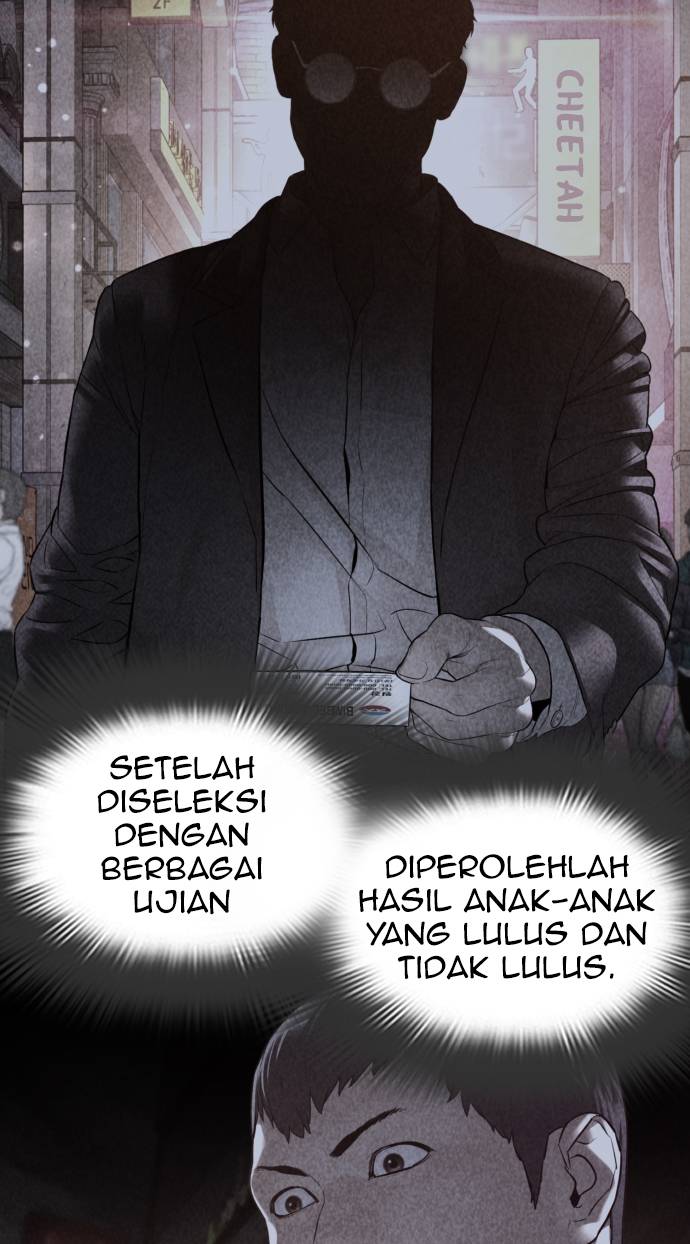 2F
CHEETAH
SETELAH
DISELEKSI
DENGAN
BERBAGAI
UJIAN
DIPEROLEHLAH
HASIL ANAK-ANAK
YANG LULUS DAN
TIDAK LULUS.